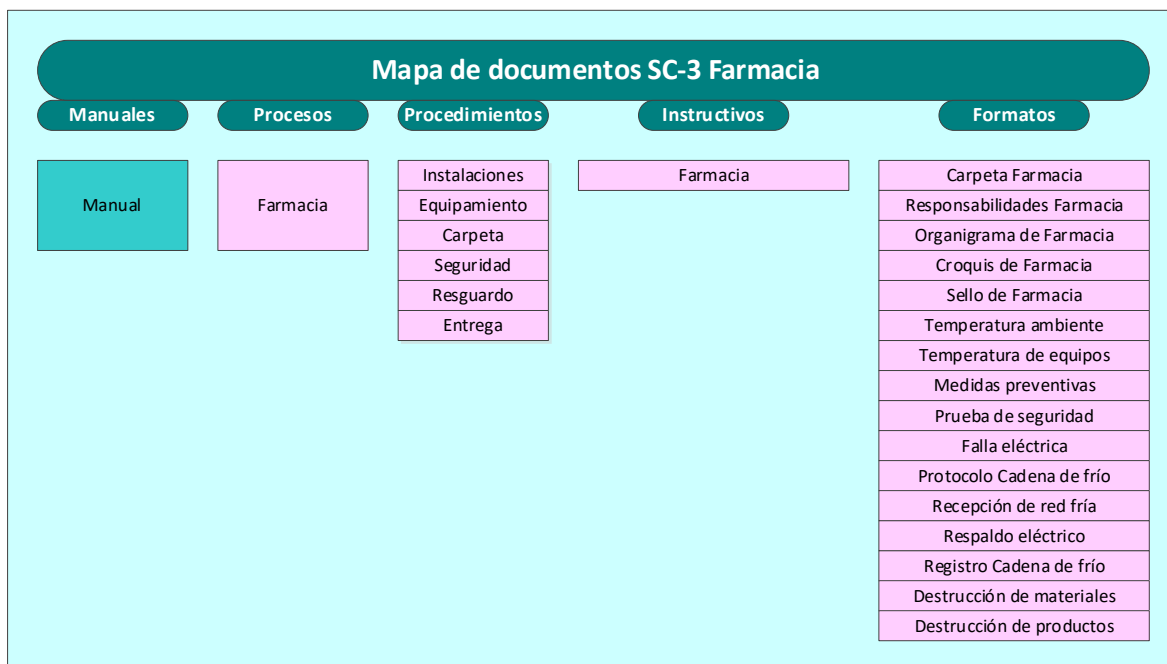 Mapa de documentos SC-3 Farmacia
Manuales
Procesos
Procedimientos
Instructivos
Formatos
Manual
Farmacia
Instalaciones
Equipamiento
Carpeta
Seguridad
Resguardo
Entrega
Farmacia
Carpeta Farmacia
Responsabilidades Farmacia
Organigrama de Farmacia
Croquis de Farmacia
Sello de Farmacia
Temperatura ambiente
Temperatura de equipos
Medidas preventivas
Prueba de seguridad
Falla eléctrica
Protocolo Cadena de frío
Recepción de red fría
Respaldo eléctrico
Registro Cadena de frío
Destrucción de materiales
Destrucción de productos